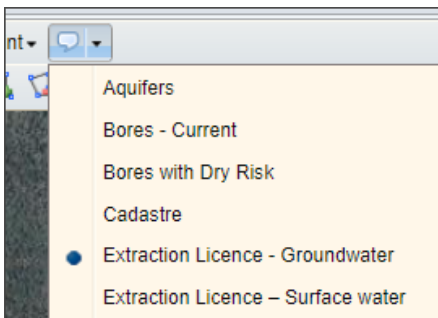 nt
Aquifers
Bores - Current
Bores with Dry Risk
Cadastre
Extraction Licence - Groundwater
Extraction Licence – Surface water